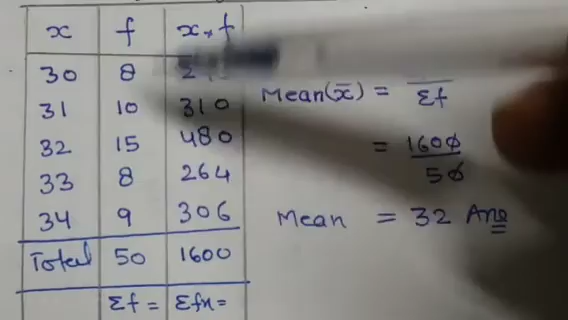 x f x × f
30 8
31 10 310
32 15 480
33 8 264
34 9 306
Total 50 1600
Σf = Σfx =
Mean(x̄) = Σf
= 1600/50
Mean = 32 Ans